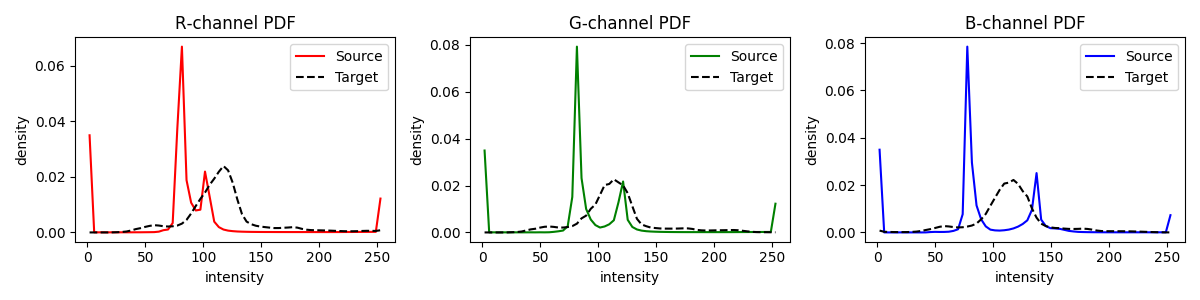 R-channel PDF
density
0.06
0.04
0.02
0.00
0 50 100 150 200 250
intensity
Source
Target
G-channel PDF
density
0.08
0.06
0.04
0.02
0.00
0 50 100 150 200 250
intensity
Source
Target
B-channel PDF
density
0.08
0.06
0.04
0.02
0.00
0 50 100 150 200 250
intensity
Source
Target